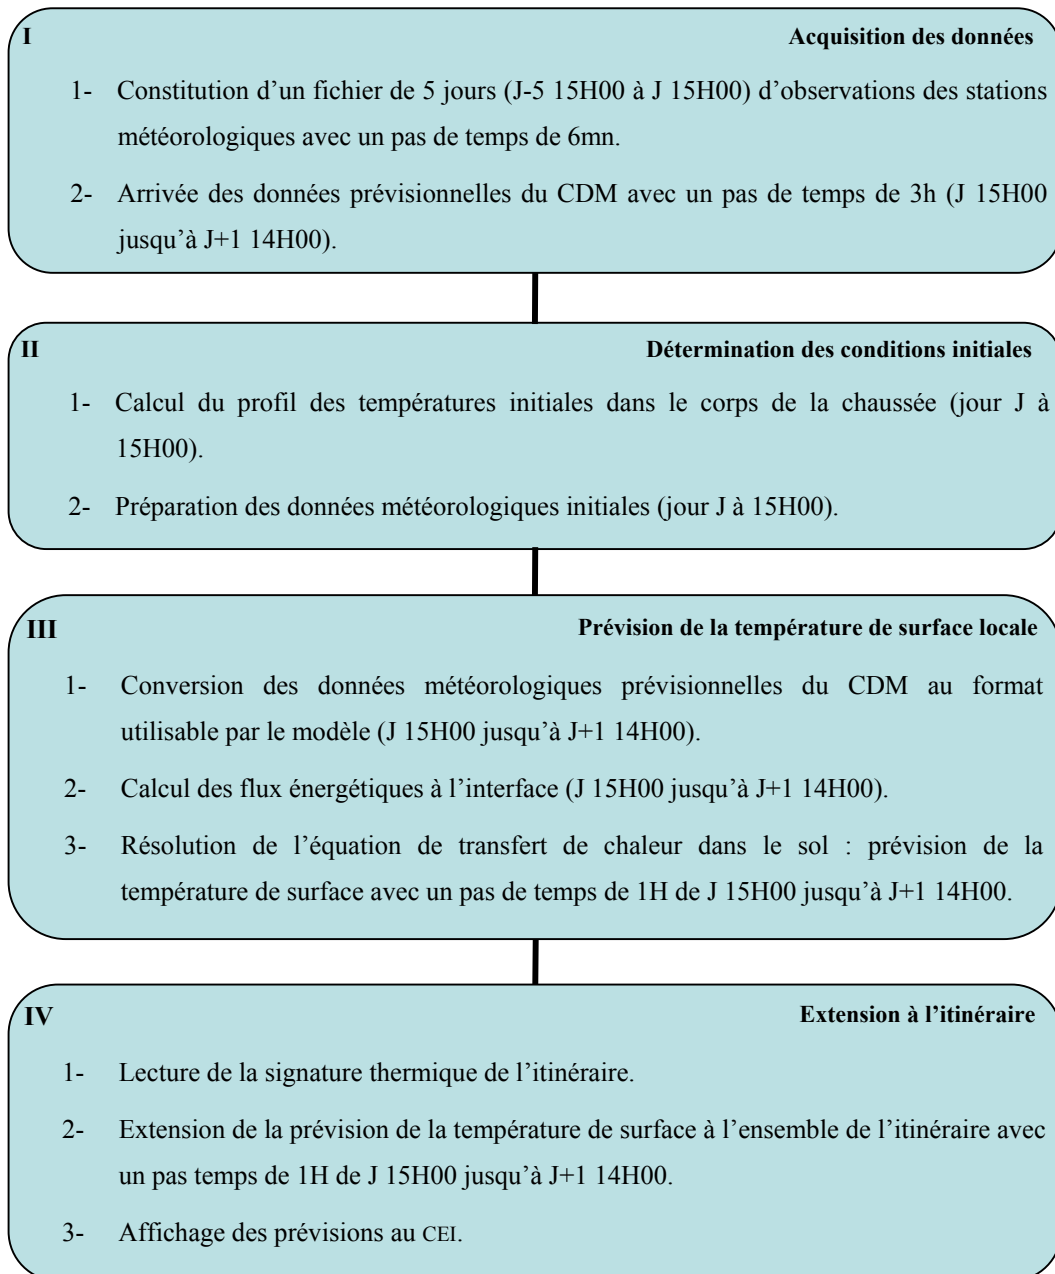 I
Acquisition des données
1- Constitution d’un fichier de 5 jours (J-5 15H00 à J 15H00) d’observations des stations
météorologiques avec un pas de temps de 6mn.
2- Arrivée des données prévisionnelles du CDM avec un pas de temps de 3h (J 15H00
jusqu’à J+1 14H00).
II
Détermination des conditions initiales
1- Calcul du profil des températures initiales dans le corps de la chaussée (jour J à
15H00).
2- Préparation des données météorologiques initiales (jour J à 15H00).
III
Prévision de la température de surface locale
1- Conversion des données météorologiques prévisionnelles du CDM au format
utilisable par le modèle (J 15H00 jusqu’à J+1 14H00).
2- Calcul des flux énergétiques à l’interface (J 15H00 jusqu’à J+1 14H00).
3- Résolution de l’équation de transfert de chaleur dans le sol : prévision de la
température de surface avec un pas de temps de 1H de J 15H00 jusqu’à J+1 14H00.
IV
Extension à l’itinéraire
1- Lecture de la signature thermique de l’itinéraire.
2- Extension de la prévision de la température de surface à l’ensemble de l’itinéraire avec
un pas temps de 1H de J 15H00 jusqu’à J+1 14H00.
3- Affichage des prévisions au CEI.